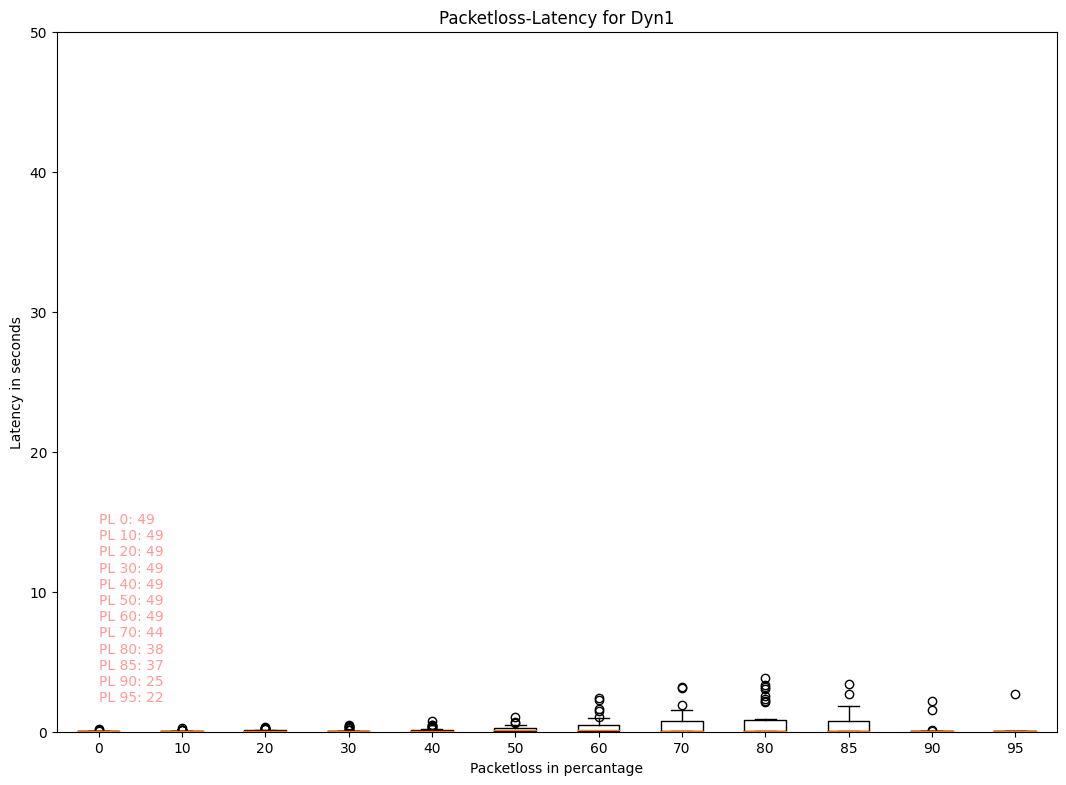 Packetloss-Latency for Dyn1
50
40
30
20
10
0
Latency in seconds
PL 0: 49
PL 10: 49
PL 20: 49
PL 30: 49
PL 40: 49
PL 50: 49
PL 60: 49
PL 70: 44
PL 80: 38
PL 85: 37
PL 90: 25
PL 95: 22
0 10 20 30 40 50 60 70 80 85 90 95
Packetloss in percantage